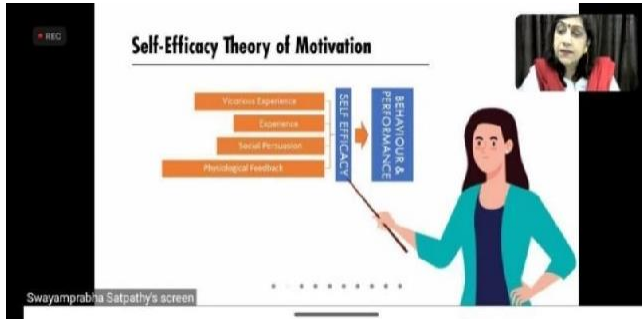 REC
Self-Efficacy Theory of Motivation
Vicarious Experience
Experience
Social Persuasion
Physiological Feedback
SELF EFFICACY
BEHAVIOUR &
PERFORMANCE
Swayamprabha Satpathy's screen